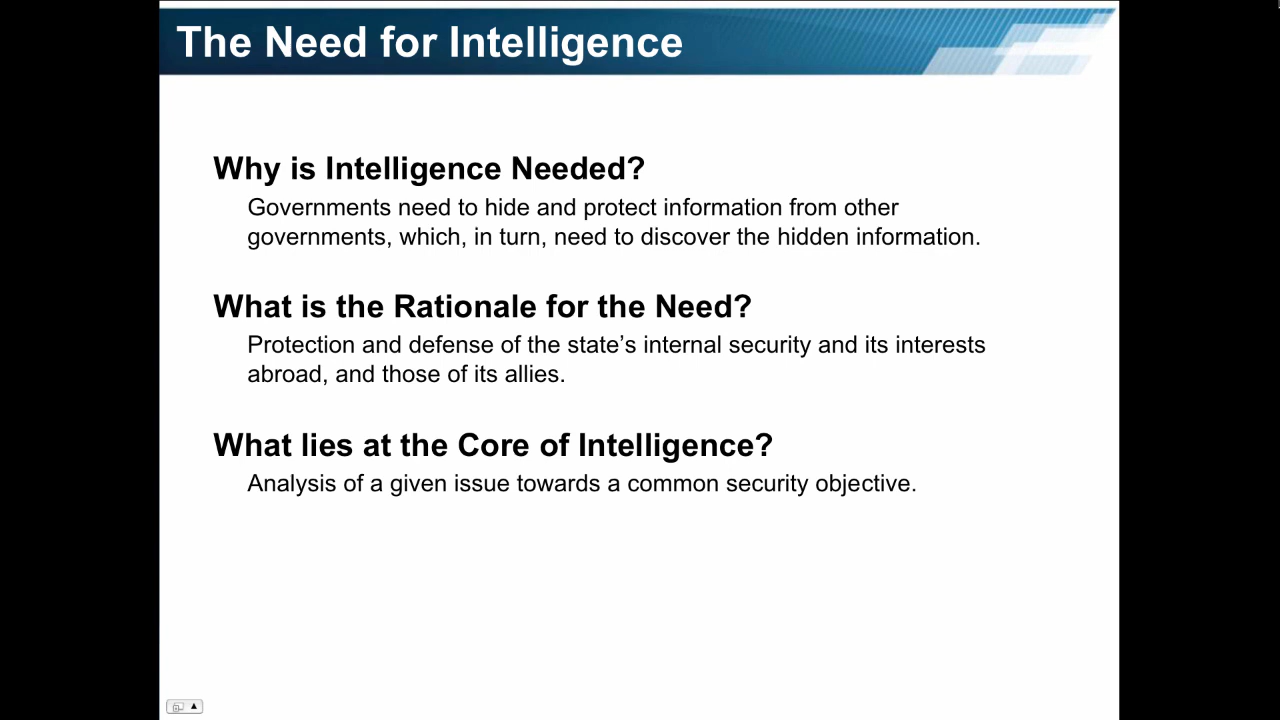 The Need for Intelligence
Why is Intelligence Needed?
Governments need to hide and protect information from other
governments, which, in turn, need to discover the hidden information.
What is the Rationale for the Need?
Protection and defense of the state’s internal security and its interests
abroad, and those of its allies.
What lies at the Core of Intelligence?
Analysis of a given issue towards a common security objective.